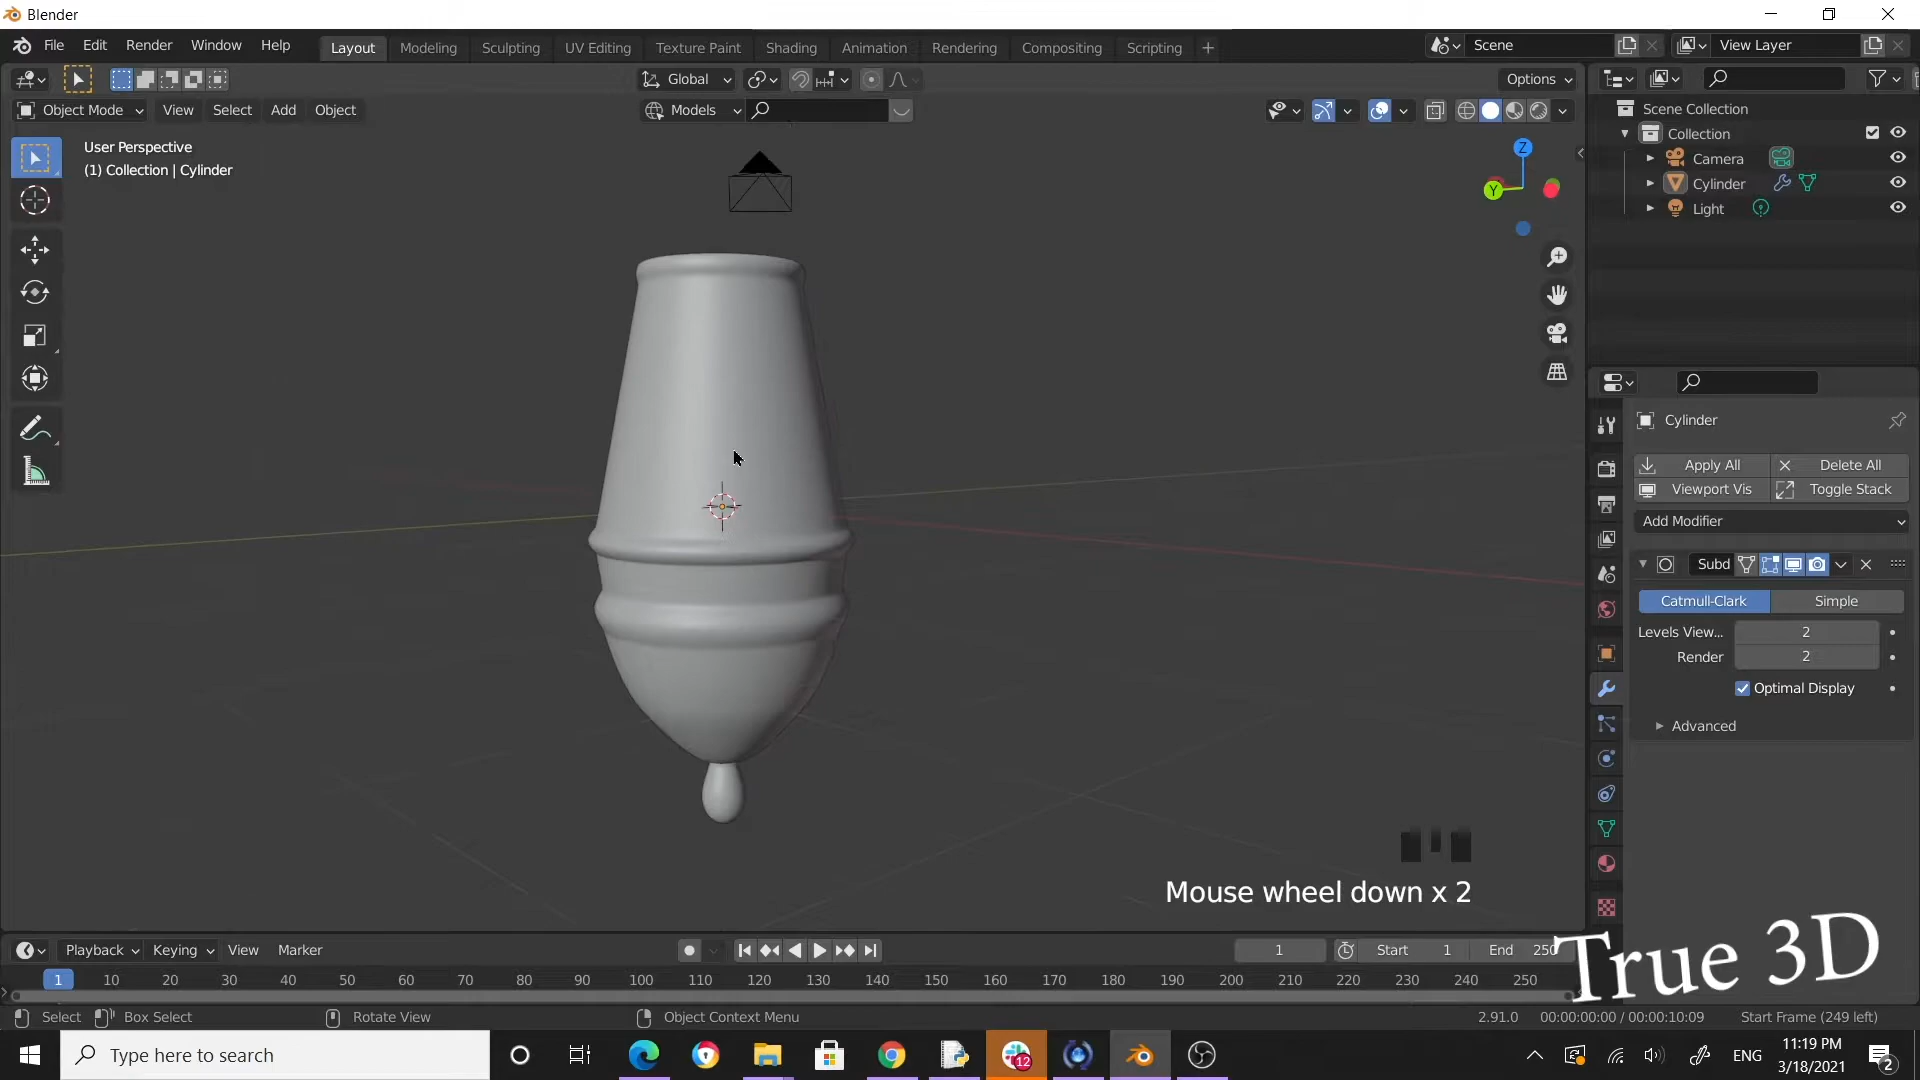 Blender
File Edit Render Window Help Layout Modeling Sculpting UV Editing Texture Paint Shading Animation Rendering Compositing Scripting + Scene View Layer
Global Options
Object Mode View Select Add Object Models
User Perspective
(1) Collection | Cylinder
Z
Y
Scene Collection
Collection
Camera
Cylinder
Light
Cylinder
Apply All Delete All
Viewport Vis Toggle Stack
Add Modifier
Subd
Catmull-Clark Simple
Levels View... 2
Render 2
Optimal Display
Advanced
Mouse wheel down x 2
True 3D
Playback Keying View Marker 1 Start 1 End 250
1 10 20 30 40 50 60 70 80 90 100 110 120 130 140 150 160 170 180 190 200 210 220 230 240 250
Select Box Select Rotate View Object Context Menu 2.91.0 00:00:00:00 / 00:00:10:09 Start Frame (249 left)
Type here to search
12
ENG
11:19 PM
3/18/2021
2